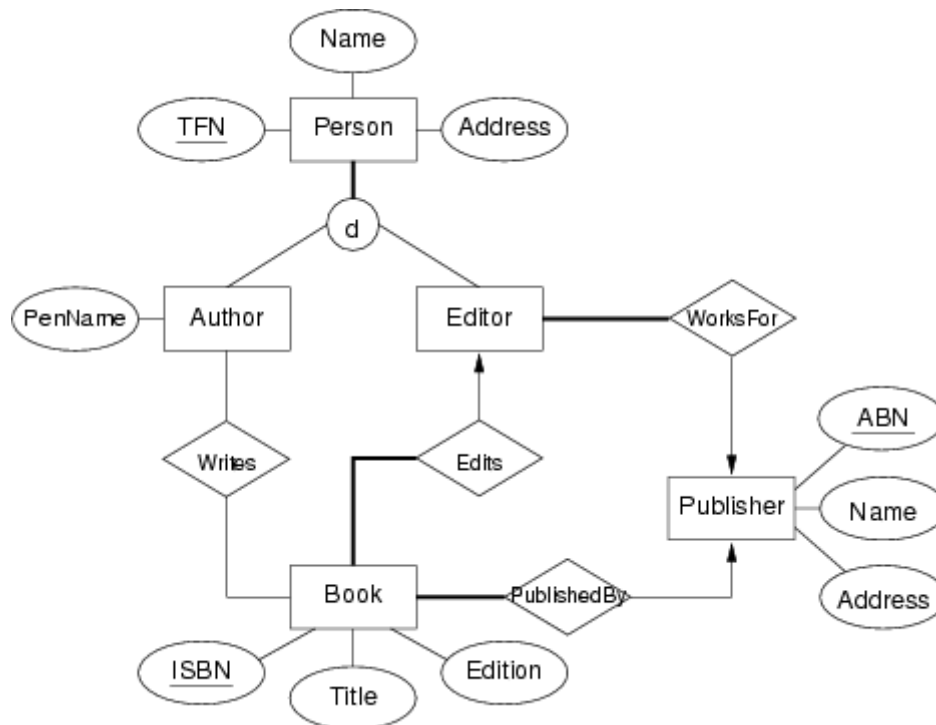 Name
TFN
Person
Address
d
PenName
Author
Editor
WorksFor
ABN
Writes
Edits
Publisher
Name
Book
PublishedBy
Address
ISBN
Title
Edition